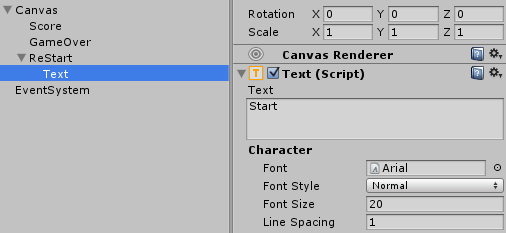 Canvas
Score
GameOver
ReStart
Text
EventSystem
Rotation X 0 Y 0 Z 0
Scale X 1 Y 1 Z 1
Canvas Renderer
T Text (Script)
Text
Start
Character
Font Arial
Font Style Normal
Font Size 20
Line Spacing 1